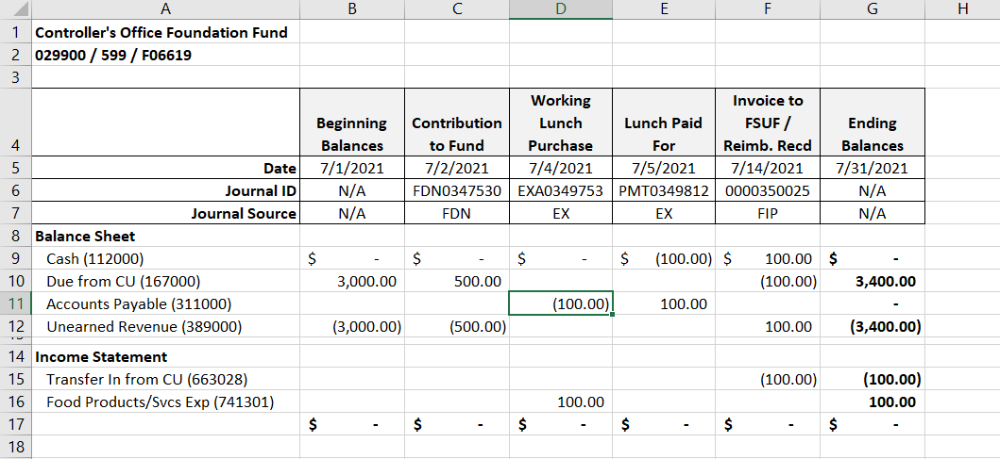 A B C D E F G H
1 Controller's Office Foundation Fund
2 029900 / 599 / F06619
3
4 Beginning Balances Contribution to Fund Working Lunch Purchase Lunch Paid For Invoice to FSUF / Reimb. Recd Ending Balances
5 Date 7/1/2021 7/2/2021 7/4/2021 7/5/2021 7/14/2021 7/31/2021
6 Journal ID N/A FDN0347530 EXA0349753 PMT0349812 0000350025 N/A
7 Journal Source N/A FDN EX EX FIP N/A
8 Balance Sheet
9 Cash (112000) $ - $ - $ - $ (100.00) $ 100.00 $ -
10 Due from CU (167000) 3,000.00 500.00 (100.00) 3,400.00
11 Accounts Payable (311000) (100.00) 100.00 -
12 Unearned Revenue (389000) (3,000.00) (500.00) 100.00 (3,400.00)
14 Income Statement
15 Transfer In from CU (663028) (100.00) (100.00)
16 Food Products/Svcs Exp (741301) 100.00 100.00
17 $ - $ - $ - $ - $ - $ -
18